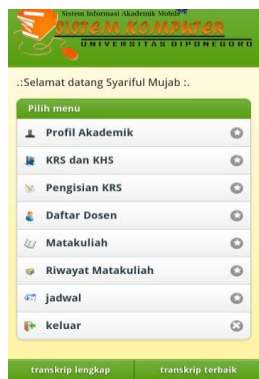 Sistem Informasi Akademik Mobile
SISTEM KOMPUTER
UNIVERSITAS DIPONEGORO
.:Selamat datang Syariful Mujab :.
Pilih menu
Profil Akademik
KRS dan KHS
Pengisian KRS
Daftar Dosen
Matakuliah
Riwayat Matakuliah
jadwal
keluar
transkrip lengkap transkrip terbaik